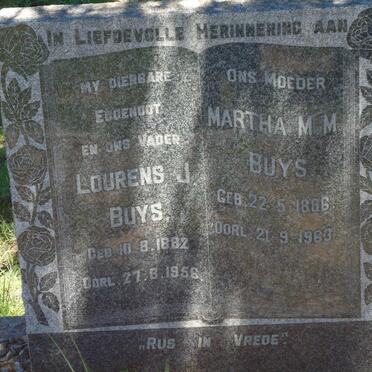 IN LIEFDEVOLLE HERINNERING AAN
MY DIERBARE
EGGENOOT
EN ONS VADER
LOURENS J.
BUYS,
GEB. 10.8.1882
OORL. 27.6.1956
ONS MOEDER
MARTHA M. M.
BUYS
GEB. 22.5.1886
OORL. 21.9.1963
„RUS IN VREDE".